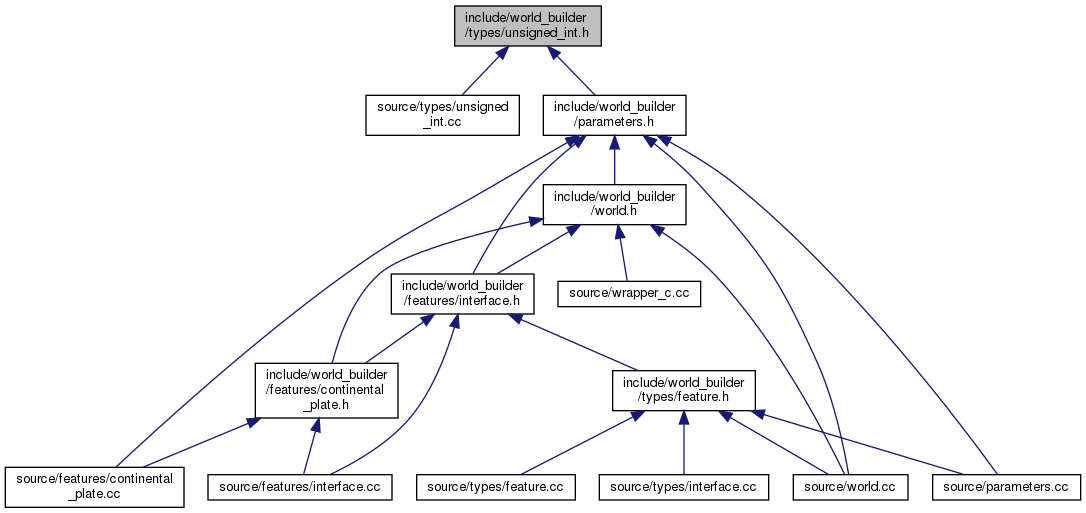 include/world_builder
/types/unsigned_int.h
source/types/unsigned
_int.cc
include/world_builder
/parameters.h
include/world_builder
/world.h
include/world_builder
/features/interface.h
source/wrapper_c.cc
include/world_builder
/features/continental
_plate.h
include/world_builder
/types/feature.h
source/features/continental
_plate.cc
source/features/interface.cc
source/types/feature.cc
source/types/interface.cc
source/world.cc
source/parameters.cc